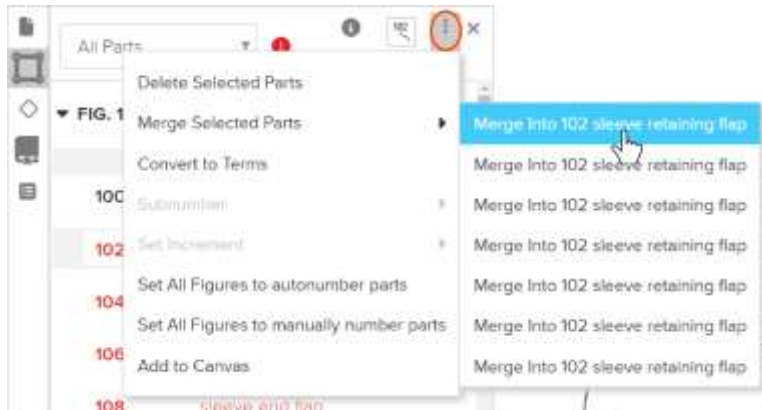 All Parts
Delete Selected Parts
FIG. 1
Merge Selected Parts
Merge Into 102 sleeve retaining flap
Convert to Terms
Merge Into 102 sleeve retaining flap
100
Subnumber
Merge Into 102 sleeve retaining flap
102
Set Increment
Merge Into 102 sleeve retaining flap
Set All Figures to autonumber parts
Merge Into 102 sleeve retaining flap
104
Set All Figures to manually number parts
Merge Into 102 sleeve retaining flap
106
Add to Canvas
Merge Into 102 sleeve retaining flap
108
sleeve end flap